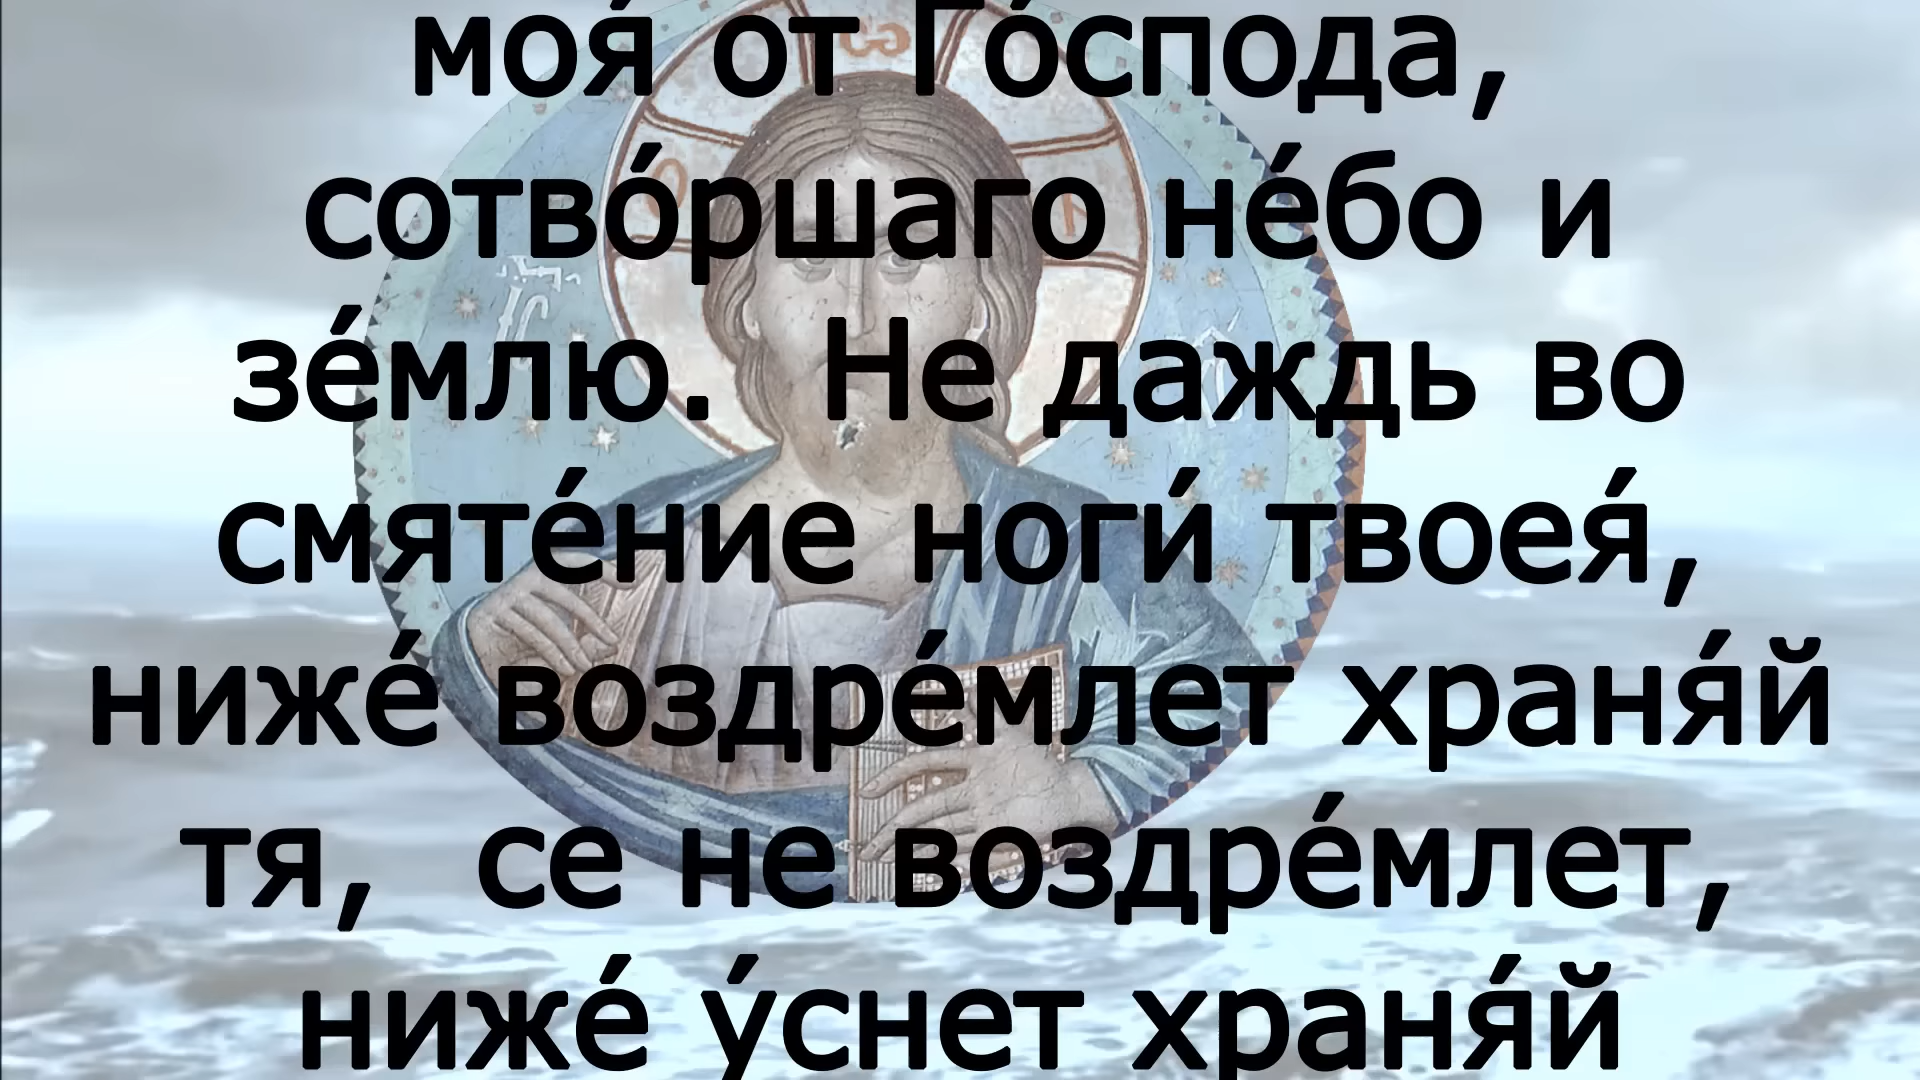 моя́ от Го́спода,
сотво́ршаго не́бо и
зе́млю. Не даждь во
смяте́ние ноги́ твоея́,
ниже́ воздре́млет храня́й
тя, се не воздре́млет,
ниже́ у́снет храня́й